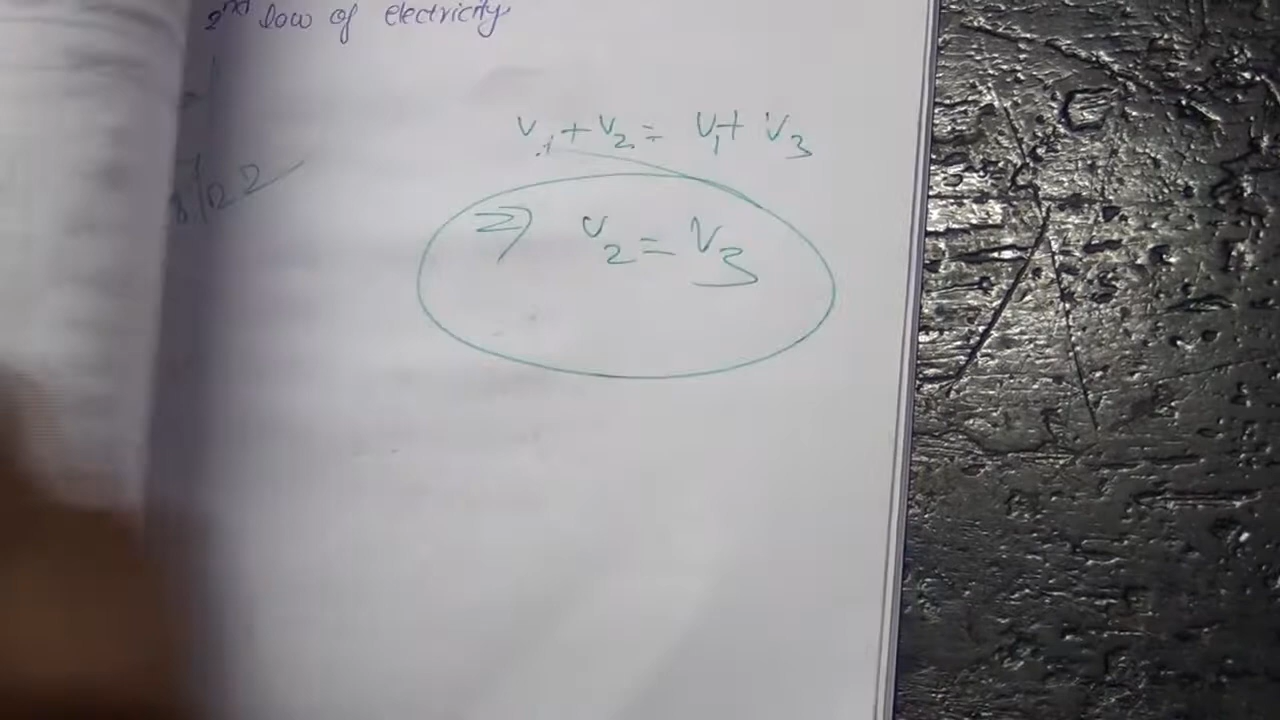 2nd law of electricity
V1 + V2 = V1 + V3
⇒ V2 = V3